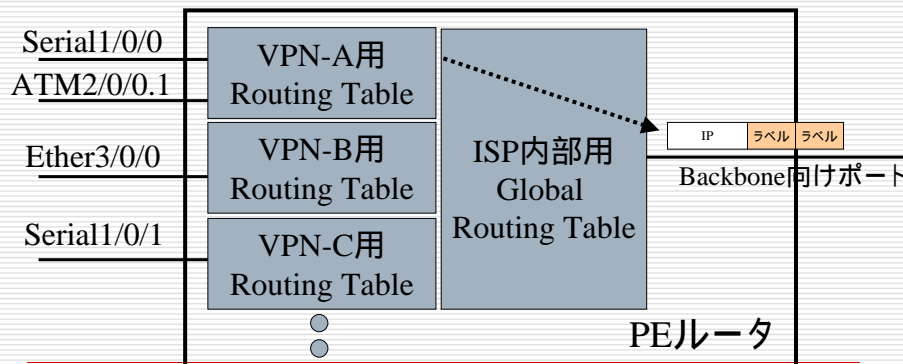 Serial1/0/0
ATM2/0/0.1
Ether3/0/0
Serial1/0/1
VPN-A用
Routing Table
VPN-B用
Routing Table
VPN-C用
Routing Table
ISP内部用
Global
Routing Table
IP ラベル ラベル
Backbone向けポート
PEルータ